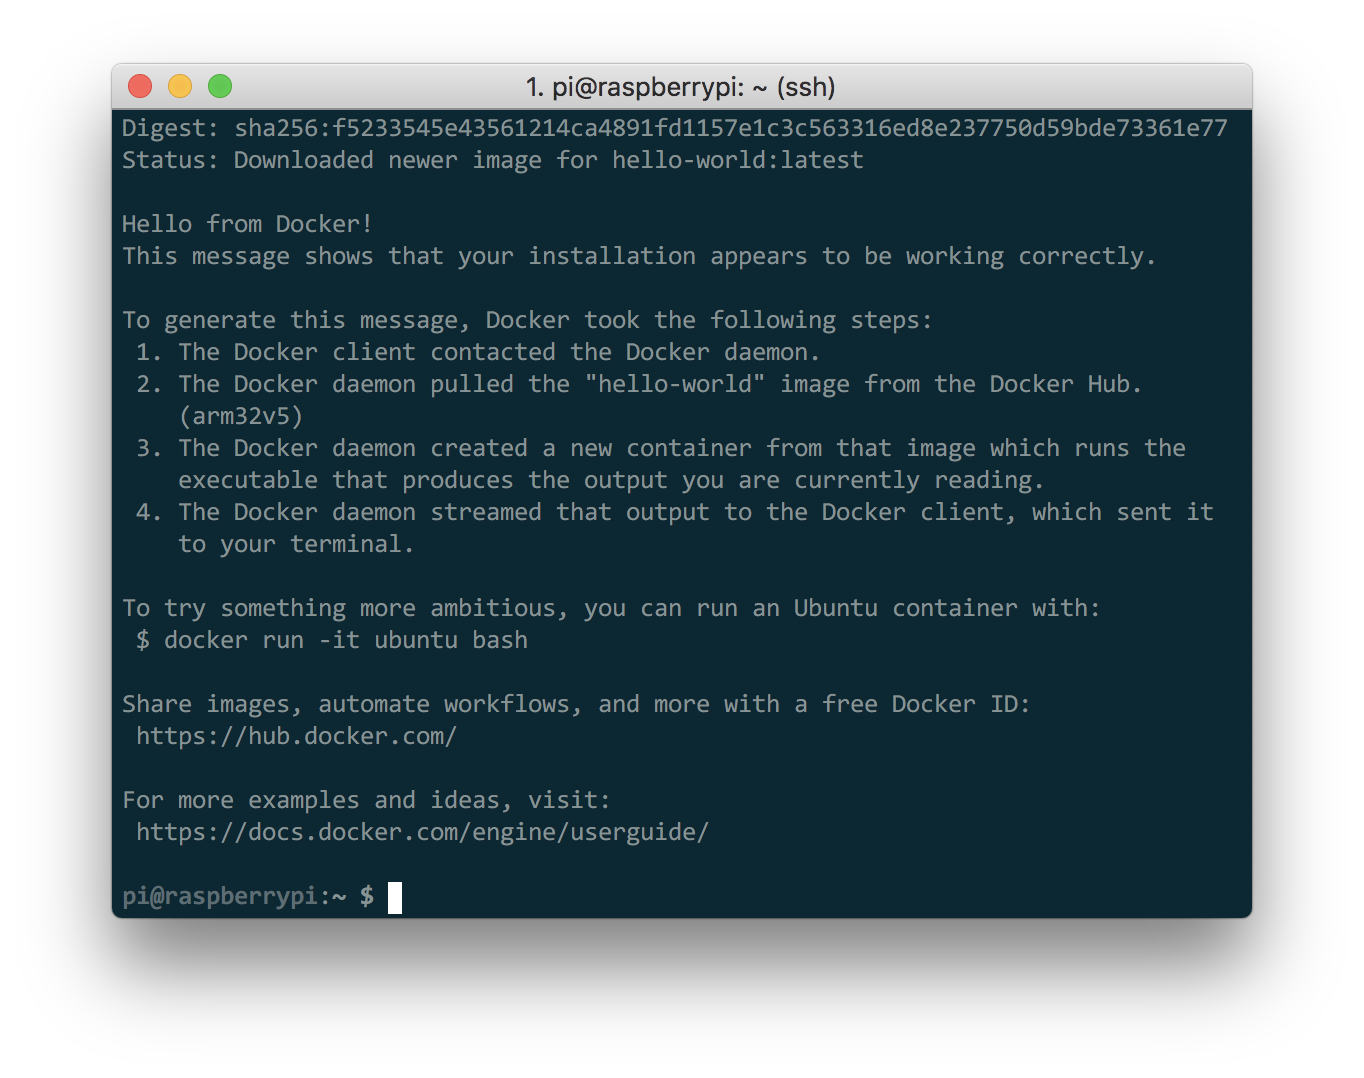 1. pi@raspberrypi: ~ (ssh)
Digest: sha256:f5233545e43561214ca4891fd1157e1c3c563316ed8e237750d59bde73361e77
Status: Downloaded newer image for hello-world:latest
Hello from Docker!
This message shows that your installation appears to be working correctly.
To generate this message, Docker took the following steps:
1. The Docker client contacted the Docker daemon.
2. The Docker daemon pulled the "hello-world" image from the Docker Hub.
(arm32v5)
3. The Docker daemon created a new container from that image which runs the
executable that produces the output you are currently reading.
4. The Docker daemon streamed that output to the Docker client, which sent it
to your terminal.
To try something more ambitious, you can run an Ubuntu container with:
$ docker run -it ubuntu bash
Share images, automate workflows, and more with a free Docker ID:
https://hub.docker.com/
For more examples and ideas, visit:
https://docs.docker.com/engine/userguide/
pi@raspberrypi:~ $